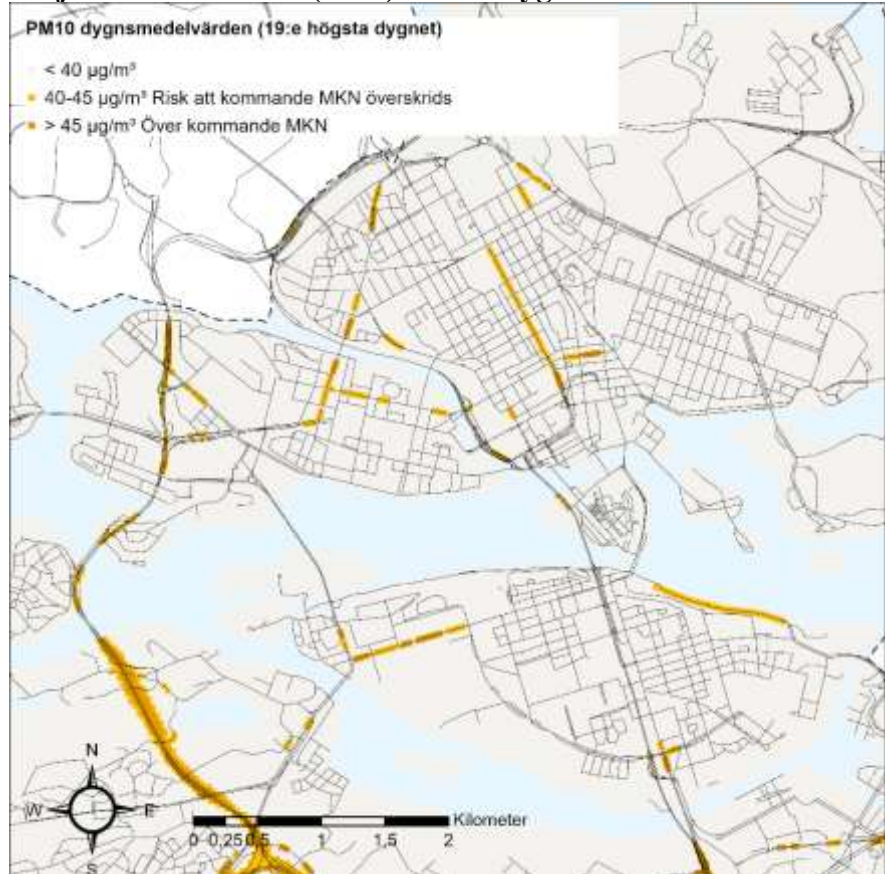 PM10 dygnsmedelvärden (19:e högsta dygnet)
< 40 µg/m³
40-45 µg/m³ Risk att kommande MKN överskrids
> 45 µg/m³ Över kommande MKN
N
W E
S
Kilometer
0 0,25 0,5 1 1,5 2